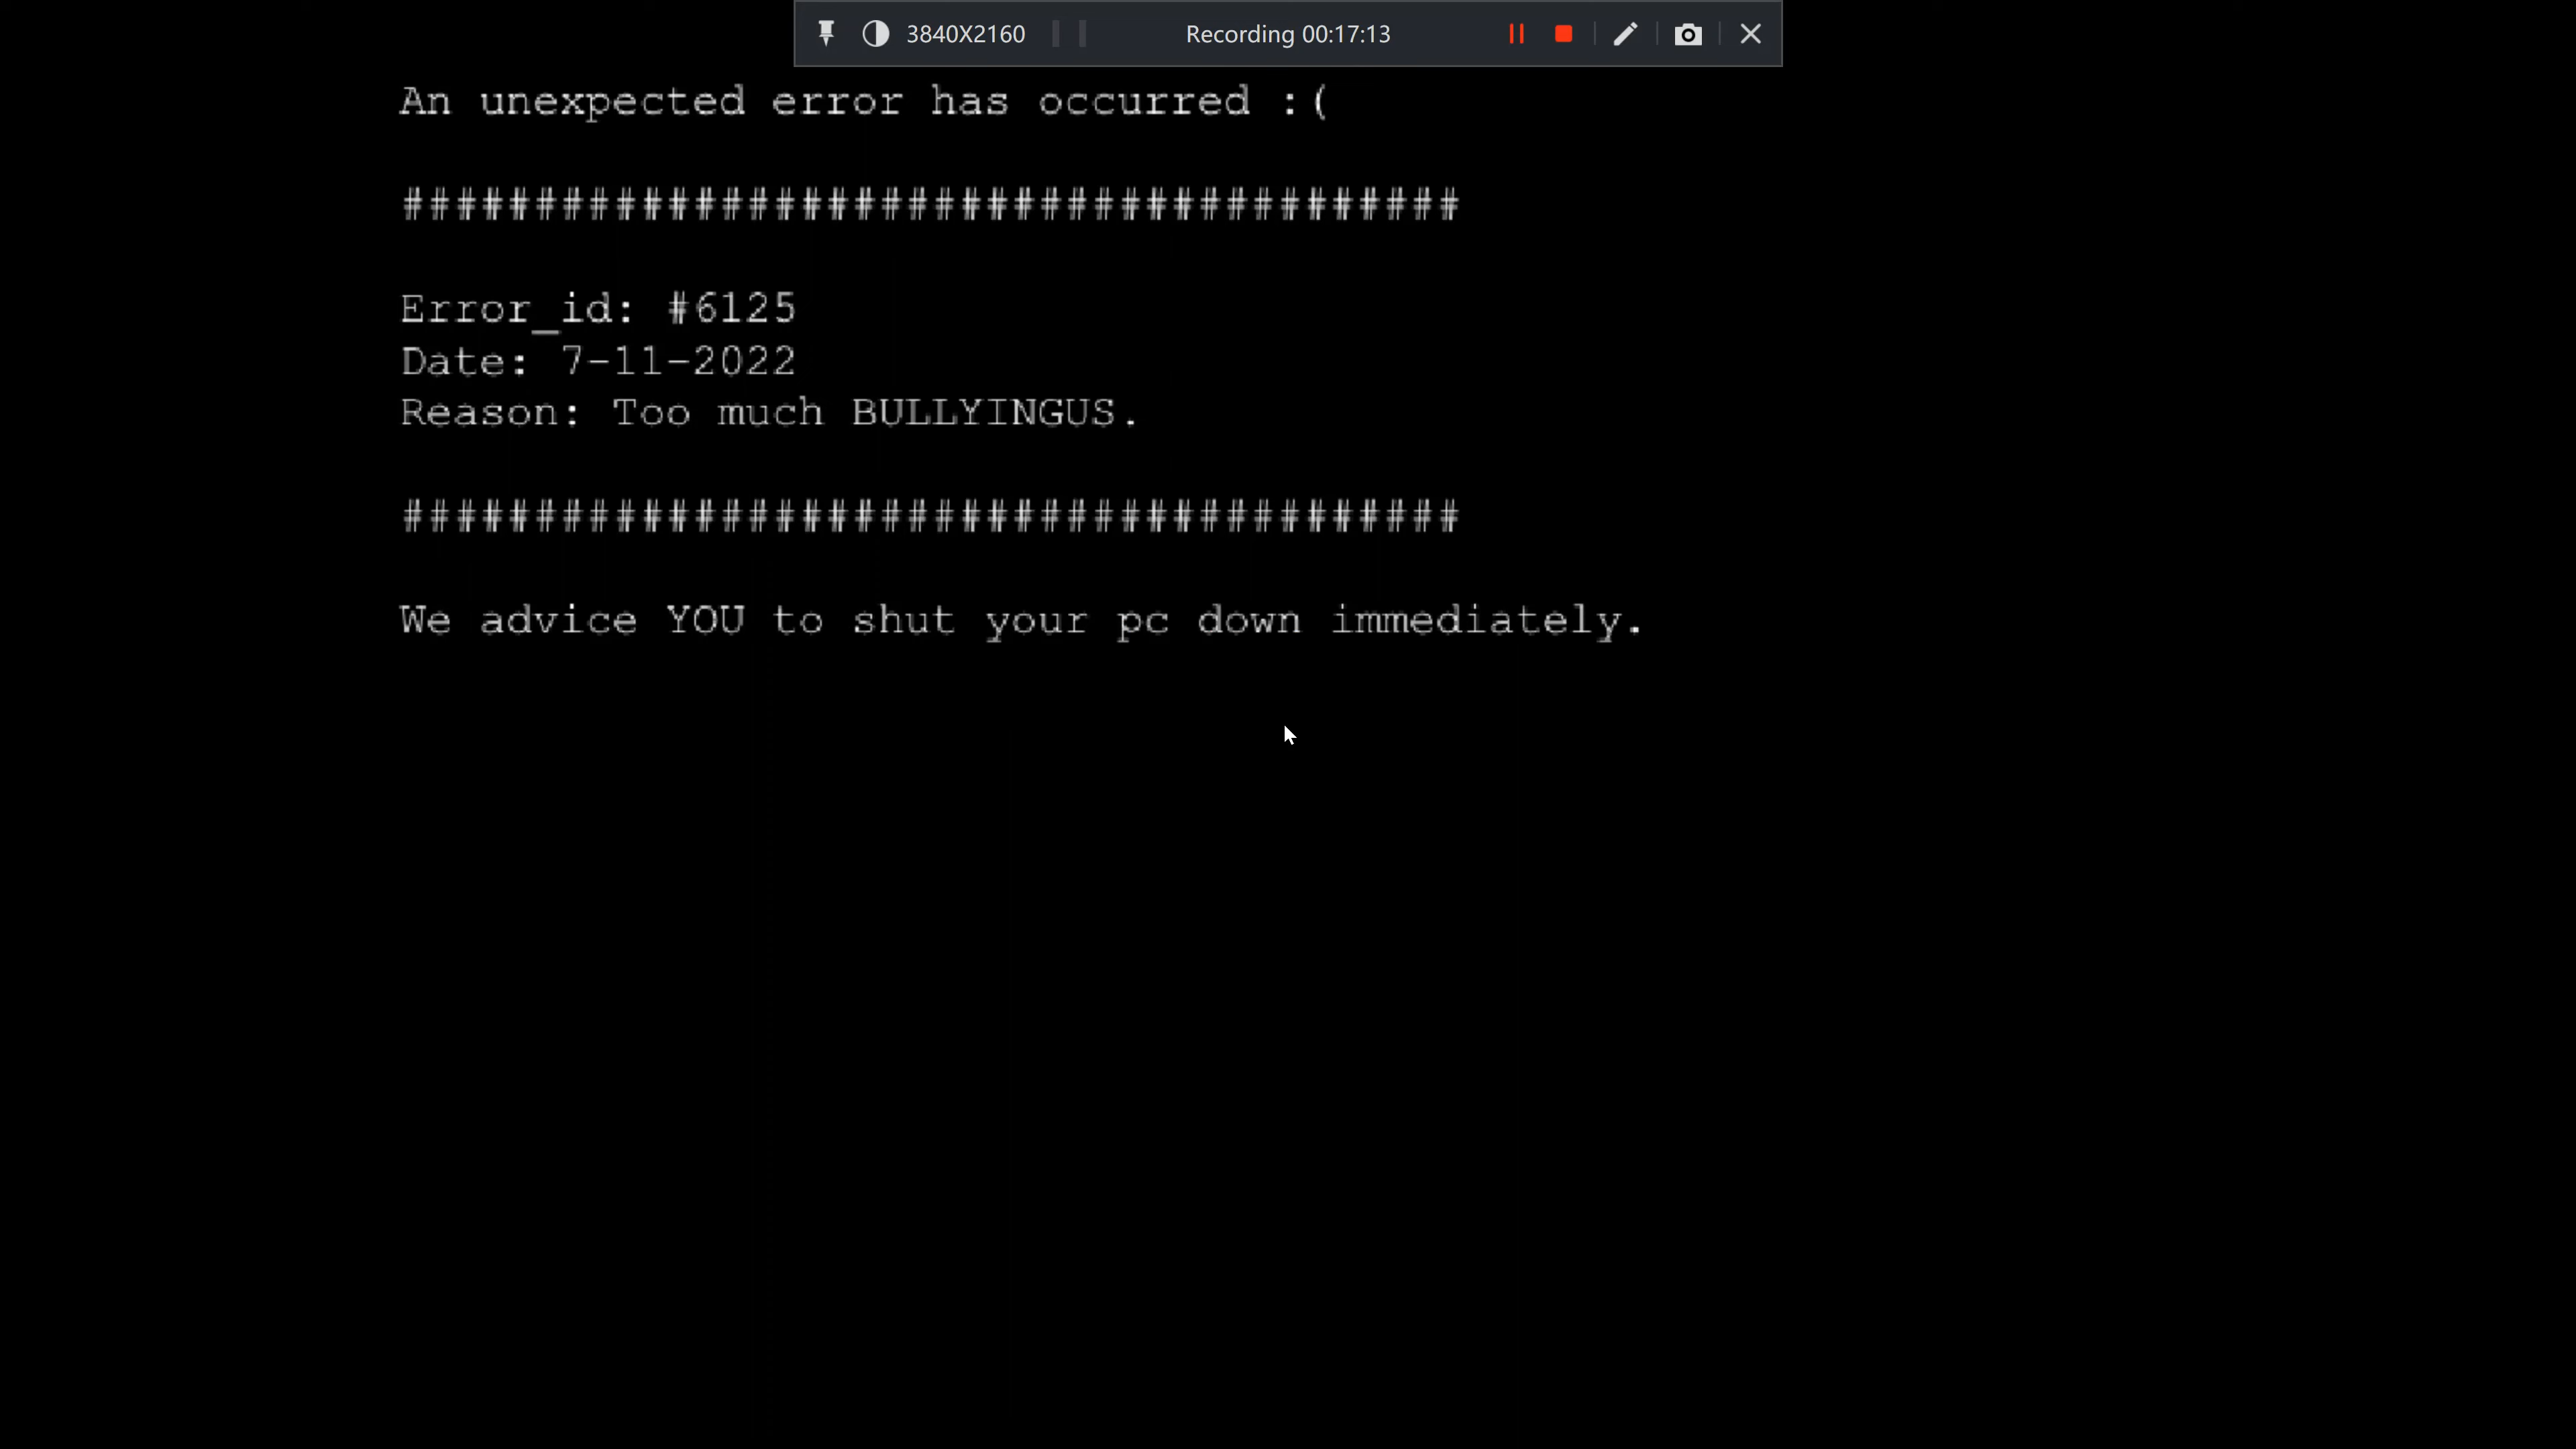 3840X2160 Recording 00:17:13
An unexpected error has occurred :(
########################################
Error_id: #6125
Date: 7-11-2022
Reason: Too much BULLYINGUS.
########################################
We advice YOU to shut your pc down immediately.